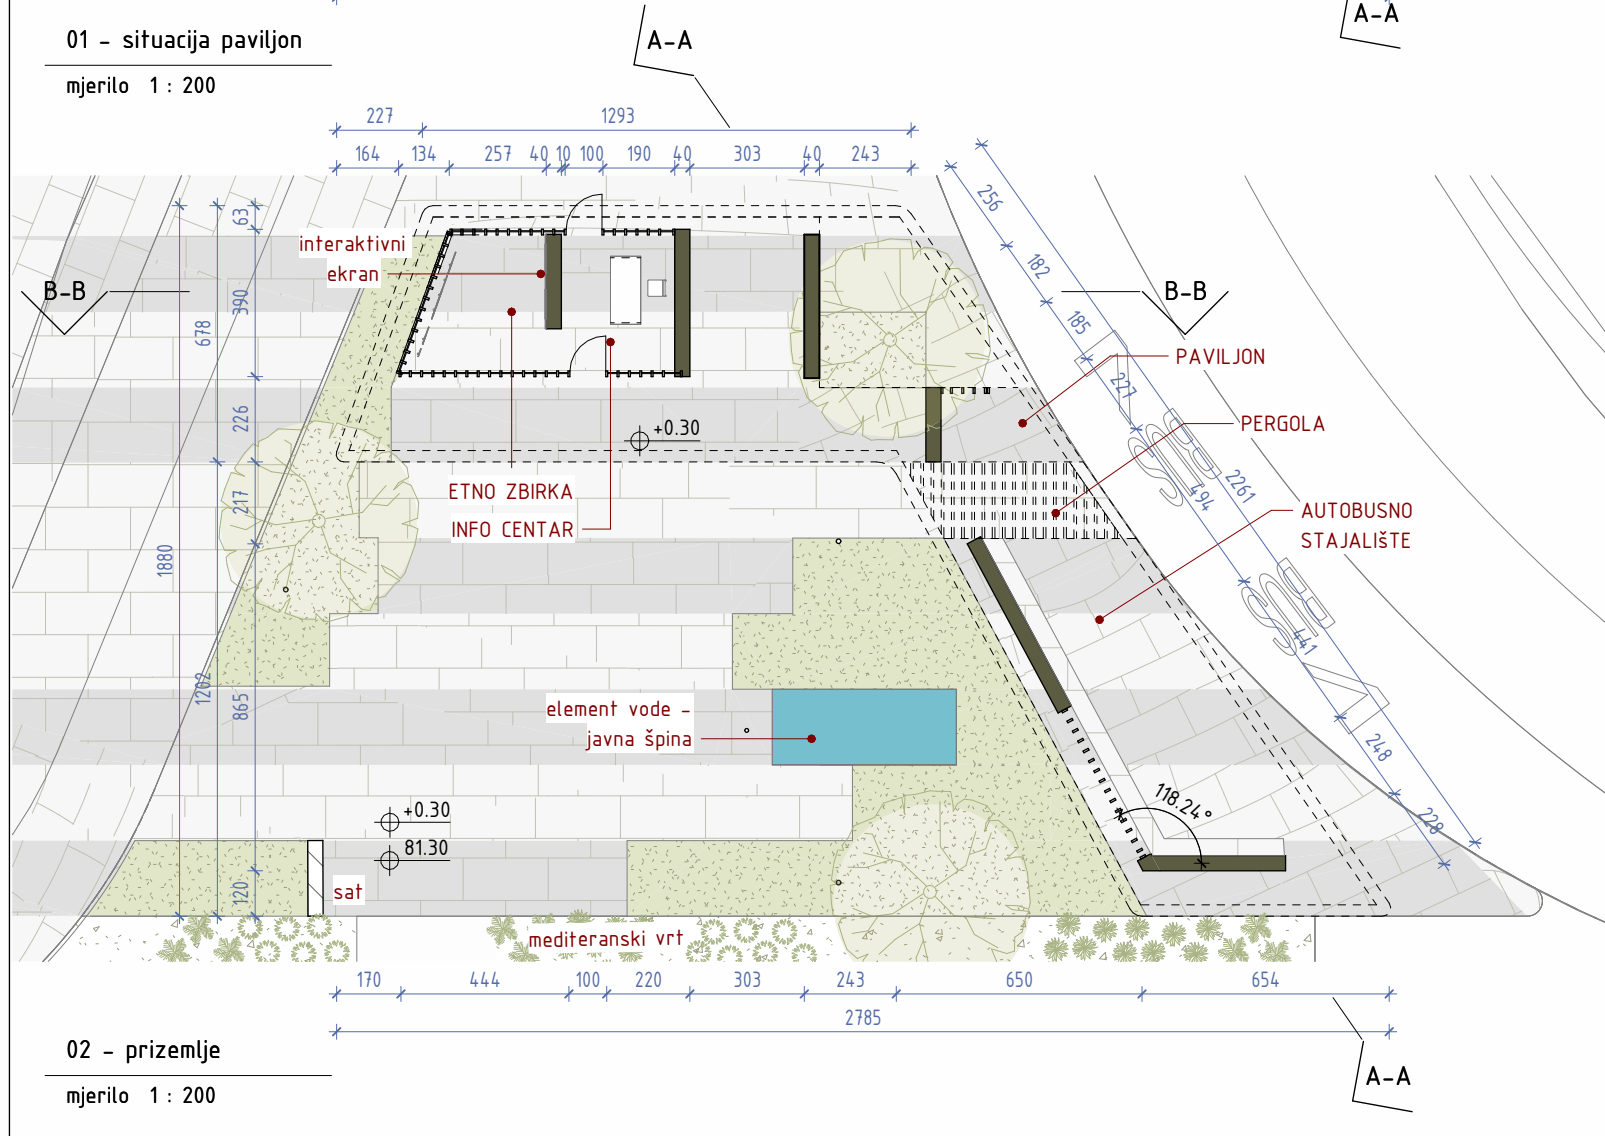 A-A
01 - situacija paviljon
A-A
mjerilo 1 : 200
227 1293
164 134 257 40 10 100 190 40 303 40 243
256
63
interaktivni
ekran
182
B-B
B-B
390
678
185
PAVILJON
227
226
+0.30
PERGOLA
BUS
2261
ETNO ZBIRKA
494
217
INFO CENTAR
AUTOBUSNO
STAJALIšTE
1880
BUS
441
1202
865
element vode -
javna špina
248
118.24°
+0.30
228
81.30
120
sat
mediteranski vrt
170 444 100 220 303 243 650 654
2785
02 - prizemlje
A-A
mjerilo 1 : 200